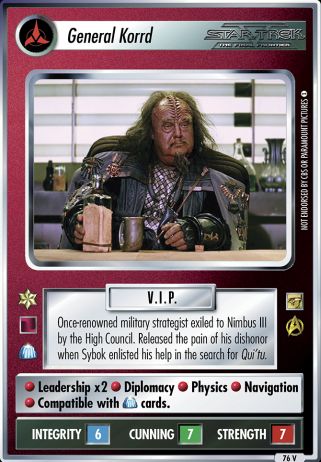 General Korrd
V
STAR TREK
THE FINAL FRONTIER
NOT ENDORSED BY CBS OR PARAMOUNT PICTURES
V.I.P.
Once-renowned military strategist exiled to Nimbus III
by the High Council. Released the pain of his dishonor
when Sybok enlisted his help in the search for Qui'tu.
Leadership x2 Diplomacy Physics Navigation
Compatible with cards.
INTEGRITY 6 CUNNING 7 STRENGTH 7
76 V